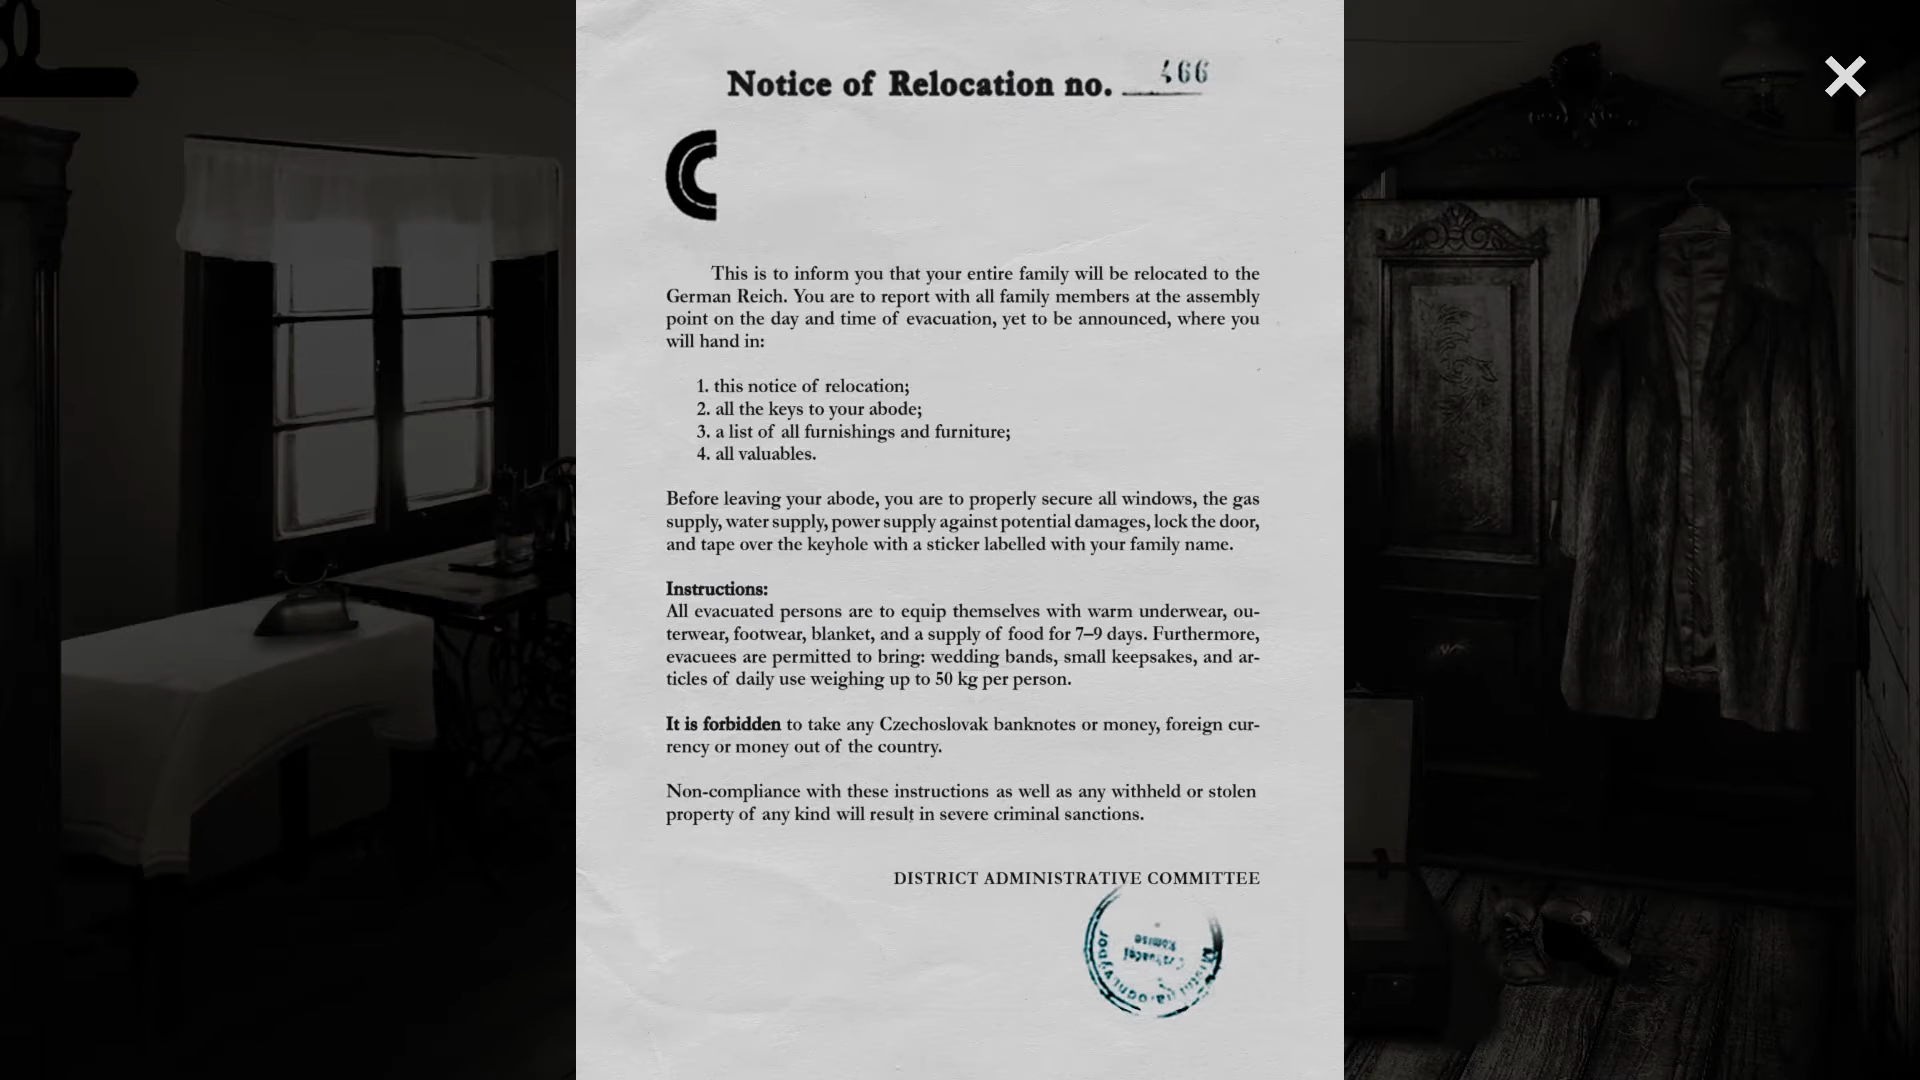 Notice of Relocation no. 466
C
This is to inform you that your entire family will be relocated to the
German Reich. You are to report with all family members at the assembly
point on the day and time of evacuation, yet to be announced, where you
will hand in:
1. this notice of relocation;
2. all the keys to your abode;
3. a list of all furnishings and furniture;
4. all valuables.
Before leaving your abode, you are to properly secure all windows, the gas
supply, water supply, power supply against potential damages, lock the door,
and tape over the keyhole with a sticker labelled with your family name.
Instructions:
All evacuated persons are to equip themselves with warm underwear, ou-
terwear, footwear, blanket, and a supply of food for 7–9 days. Furthermore,
evacuees are permitted to bring: wedding bands, small keepsakes, and ar-
ticles of daily use weighing up to 50 kg per person.
It is forbidden to take any Czechoslovak banknotes or money, foreign cur-
rency or money out of the country.
Non-compliance with these instructions as well as any withheld or stolen
property of any kind will result in severe criminal sanctions.
DISTRICT ADMINISTRATIVE COMMITTEE
komise